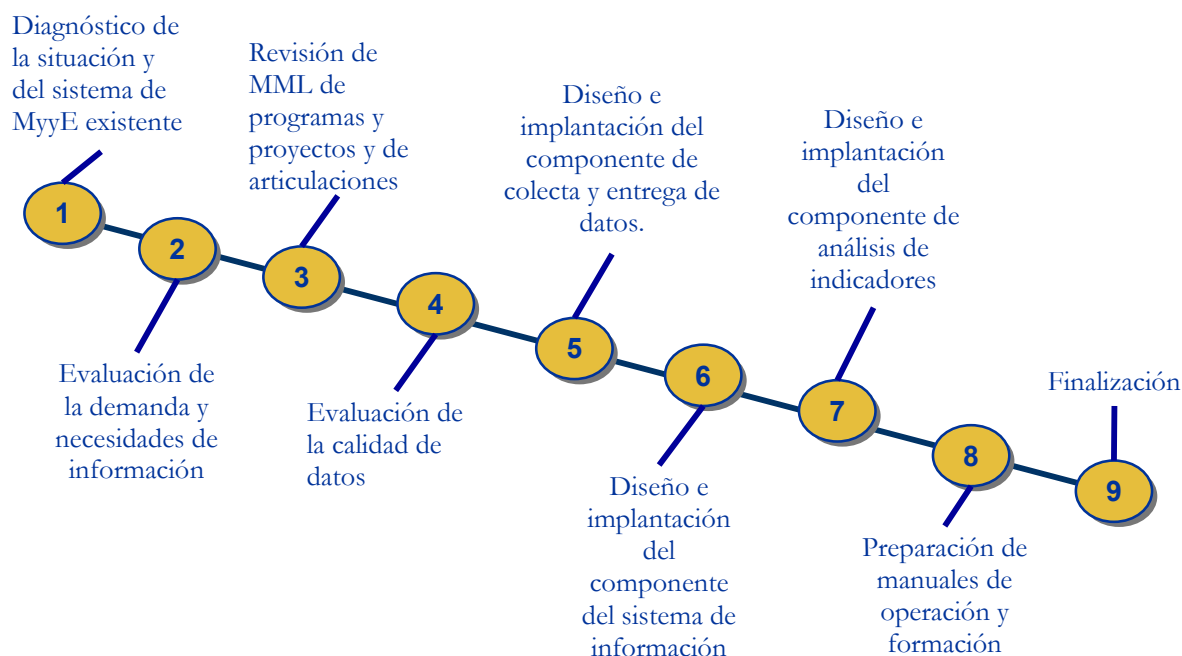 Diagnóstico de
la situación y
del sistema de
MyyE existente
1
2
Evaluación de
la demanda y
necesidades de
información
Revisión de
MML de
programas y
proyectos y de
articulaciones
3
4
Evaluación de
la calidad de
datos
Diseño e
implantación del
componente de
colecta y entrega de
datos.
5
6
Diseño e
implantación
del
componente
del sistema de
información
Diseño e
implantación
del
componente de
análisis de
indicadores
7
8
Preparación de
manuales de
operación y
formación
Finalización
9